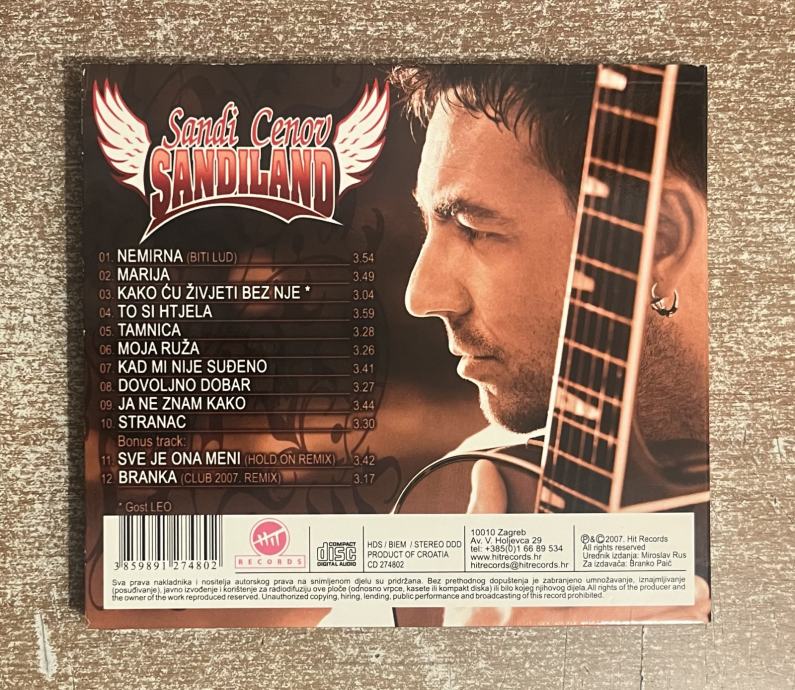 Sandi Cenov
SANDILAND
01. NEMIRNA (BITI LUD) 3.54
02. MARIJA 3.49
03. KAKO ĆU ŽIVJETI BEZ NJE * 3.04
04. TO SI HTJELA 3.59
05. TAMNICA 3.28
06. MOJA RUŽA 3.26
07. KAD MI NIJE SUĐENO 3.41
08. DOVOLJNO DOBAR 3.27
09. JA NE ZNAM KAKO 3.44
10. STRANAC 3.30
Bonus track:
11. SVE JE ONA MENI (HOLD ON REMIX) 3.42
12 BRANKA (CLUB 2007. REMIX) 3.17
* Gost LEO
3 859891 274802
HIT
RECORDS
COMPACT
disc
DIGITAL AUDIO
HDS / BIEM / STEREO DDD
PRODUCT OF CROATIA
CD 274802
10010 Zagreb
Av. V. Holjevca 29
tel: +385(0)1 66 89 534
www.hitrecords.hr
hitrecords@hitrecords.hr
℗&©2007. Hit Records
All rights reserved
Urednik izdanja: Miroslav Rus
Za izdavača: Branko Paić
Sva prava nakladnika i nositelja autorskog prava na snimljenom djelu su pridržana. Bez prethodnog dopuštenja je zabranjeno umnožavanje, iznajmljivanje
(posuđivanje), javno izvođenje i korištenje za radiodifuziju ove ploče (odnosno vrpce, kasete ili kompakt diska) ili bilo kojeg njihovog dijela.All rights of the producer and
the owner of the work reproduced reserved. Unauthorized copying, hiring, lending, public performance and broadcasting of this record prohibited.